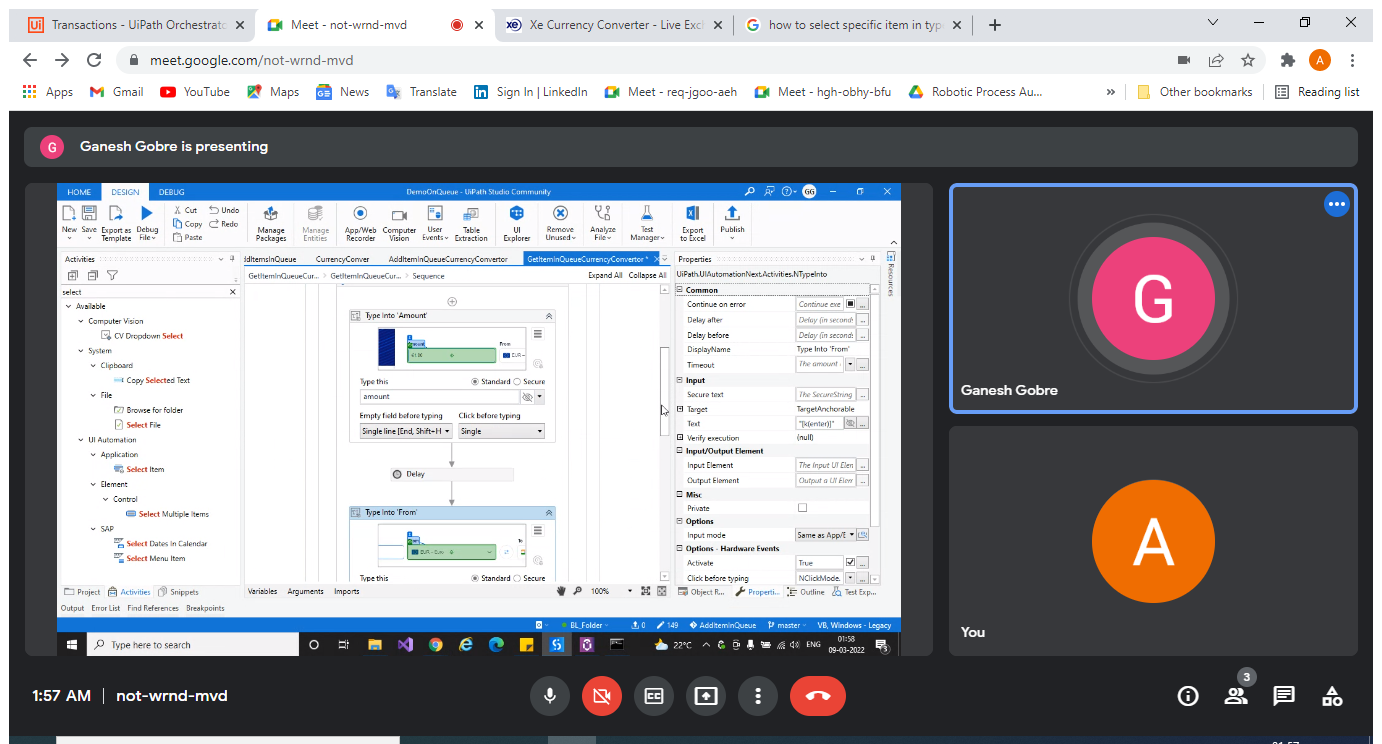 Transactions - UiPath Orchestrato
Meet - not-wrnd-mvd
Xe Currency Converter - Live Exch
how to select specific item in type
meet.google.com/not-wrnd-mvd
A
Apps
Gmail
YouTube
Maps
News
Translate
Sign In | LinkedIn
Meet - req-jgoo-aeh
Meet - hgh-obhy-bfu
Robotic Process Au...
»
Other bookmarks
Reading list
G Ganesh Gobre is presenting
HOME DESIGN DEBUG
DemoOnQueue - UiPath Studio Community
GG
New
Save
Export as Template
Debug File
Cut
Copy
Paste
Undo
Redo
Manage Packages
Manage Entities
App/Web Recorder
Computer Vision
User Events
Table Extraction
UI Explorer
Remove Unused
Analyze File
Test Manager
Export to Excel
Publish
Activities
select
Available
Computer Vision
CV Dropdown Select
System
Clipboard
Copy Selected Text
File
Browse for folder
Select File
UI Automation
Application
Select Item
Element
Control
Select Multiple Items
SAP
Select Dates In Calendar
Select Menu Item
Project Activities Snippets
Output Error List Find References Breakpoints
ddItemsInQueue CurrencyConver AddItemInQueueCurrencyConvertor GetItemInQueueCurrencyConvertor *
GetItemInQueueCur... > GetItemInQueueCur... > Sequence
Expand All Collapse All
Type Into 'Amount'
Amount
From
EUR –
Type this
Standard Secure
amount
Empty field before typing Click before typing
Single line [End, Shift+H Single
Delay
Type Into 'From'
To
EUR - Euro
Type this
Standard Secure
Variables Arguments Imports
100%
Properties
UiPath.UIAutomationNext.Activities.NTypeInto
Common
Continue on error Continue exe
Delay after Delay (in second:
Delay before Delay (in second:
DisplayName Type Into 'From'
Timeout The amount
Input
Secure text The SecureString
Target TargetAnchorable
Text "[k(enter)]"
Verify execution (null)
Input/Output Element
Input Element The Input UI Elen
Output Element Output a UI Elem
Misc
Private
Options
Input mode Same as App/E
Options - Hardware Events
Activate True
Click before typing NClickMode.
Object R... Properti... Outline Test Exp...
Resources
BL_Folder 0 149 AddItemInQueue master VB, Windows - Legacy
Type here to search
22°C
ENG
01:58
09-03-2022
3
G
Ganesh Gobre
A
You
1:57 AM | not-wrnd-mvd
3